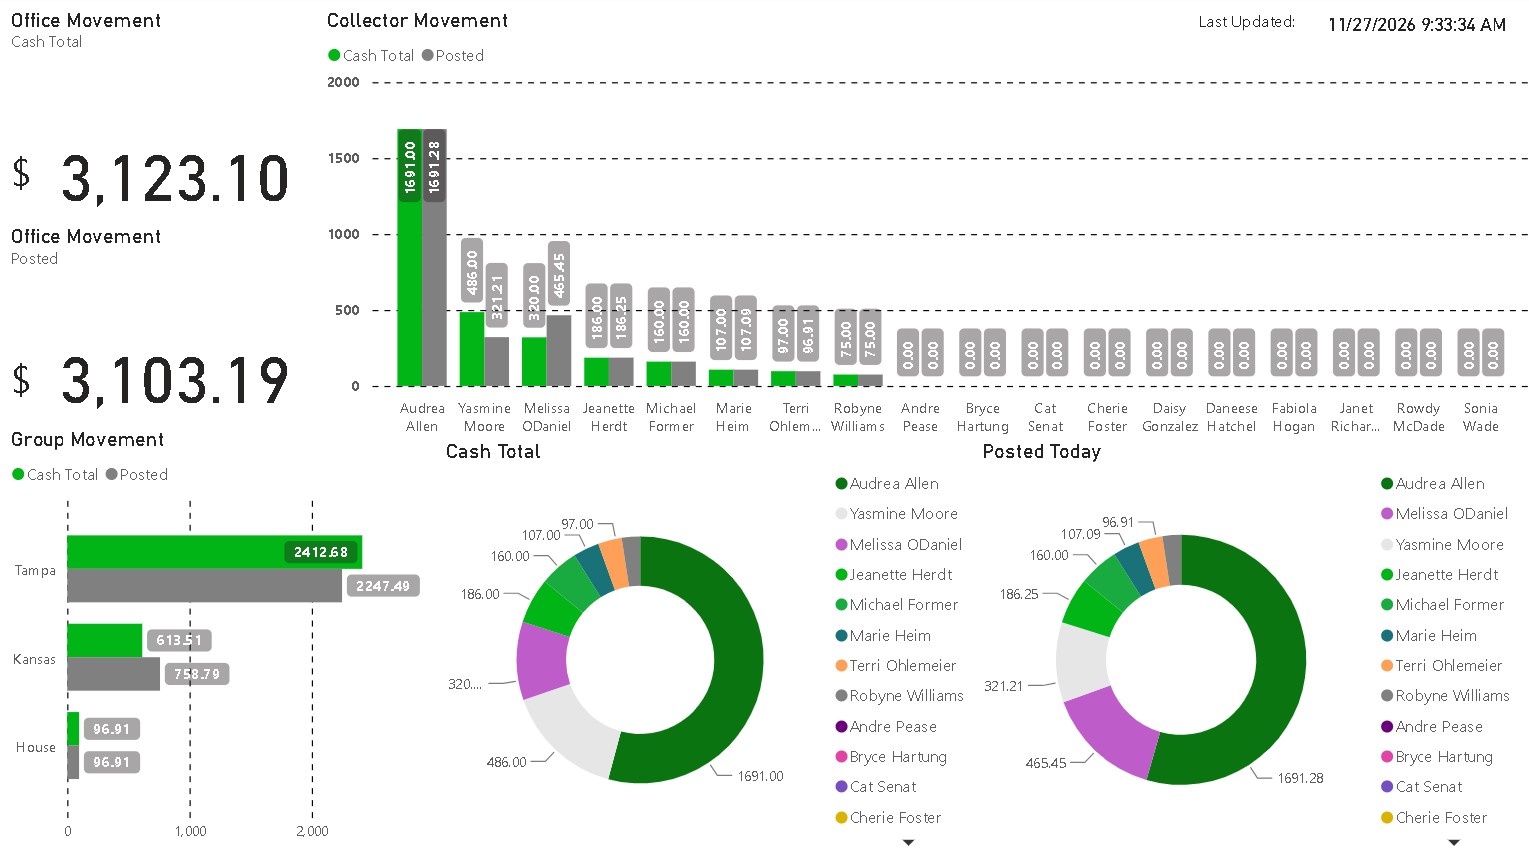 Office Movement
Cash Total
$ 3,123.10
Office Movement
Posted
$ 3,103.19
Collector Movement
Last Updated: 11/27/2026 9:33:34 AM
Cash Total Posted
2000
1500
1000
500
0
1691.00 1691.28
486.00 321.21
320.00 465.45
186.00 186.25
160.00 160.00
107.00 107.09
97.00 96.91
75.00 75.00
0.00 0.00
0.00 0.00
0.00 0.00
0.00 0.00
0.00 0.00
0.00 0.00
0.00 0.00
0.00 0.00
0.00 0.00
0.00 0.00
Audrea Allen
Yasmine Moore
Melissa ODaniel
Jeanette Herdt
Michael Former
Marie Heim
Terri Ohlem...
Robyne Williams
Andre Pease
Bryce Hartung
Cat Senat
Cherie Foster
Daisy Gonzalez
Daneese Hatchel
Fabiola Hogan
Janet Richar...
Rowdy McDade
Sonia Wade
Group Movement
Cash Total Posted
Tampa
2412.68
2247.49
Kansas
613.51
758.79
House
96.91
96.91
0 1,000 2,000
Cash Total
97.00
107.00
160.00
186.00
320....
486.00
1691.00
Audrea Allen
Yasmine Moore
Melissa ODaniel
Jeanette Herdt
Michael Former
Marie Heim
Terri Ohlemeier
Robyne Williams
Andre Pease
Bryce Hartung
Cat Senat
Cherie Foster
Posted Today
96.91
107.09
160.00
186.25
321.21
465.45
1691.28
Audrea Allen
Melissa ODaniel
Yasmine Moore
Jeanette Herdt
Michael Former
Marie Heim
Terri Ohlemeier
Robyne Williams
Andre Pease
Bryce Hartung
Cat Senat
Cherie Foster